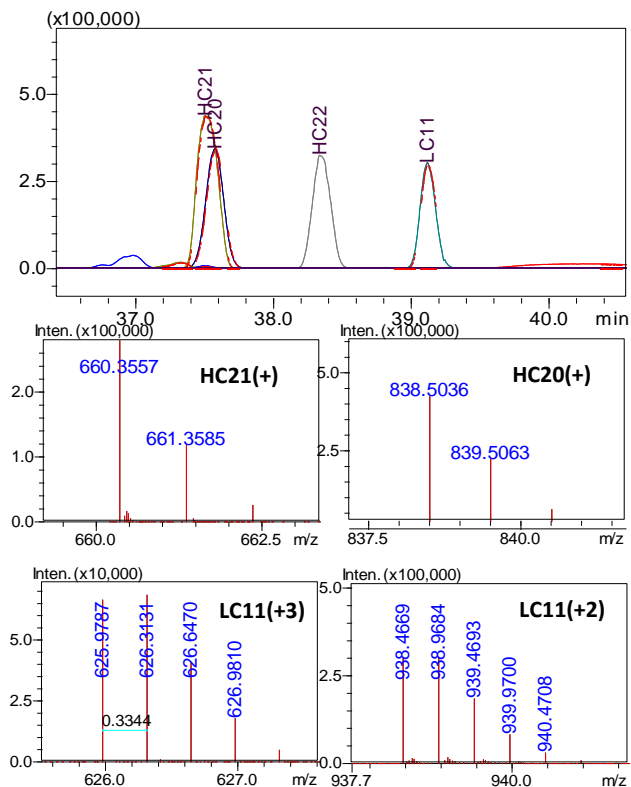 (x100,000)
5.0
2.5
0.0
HC21
HC20
HC22
LC11
37.0 38.0 39.0 40.0 min
Inten. (x100,000)
2.0
1.0
0.0
660.3557
661.3585
HC21(+)
660.0 662.5 m/z
Inten. (x100,000)
5.0
2.5
838.5036
839.5063
HC20(+)
837.5 840.0 m/z
Inten. (x10,000)
5.0
2.5
0.0
625.9787
626.3131
626.6470
626.9810
0.3344
LC11(+3)
626.0 627.0 m/z
Inten. (x100,000)
5.0
2.5
0.0
938.4669
938.9684
939.4693
939.9700
940.4708
LC11(+2)
937.7 940.0 m/z